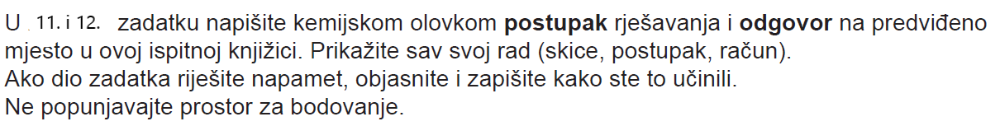 U 11. i 12. zadatku napišite kemijskom olovkom postupak rješavanja i odgovor na predviđeno
mjesto u ovoj ispitnoj knjižici. Prikažite sav svoj rad (skice, postupak, račun).
Ako dio zadatka riješite napamet, objasnite i zapišite kako ste to učinili.
Ne popunjavajte prostor za bodovanje.